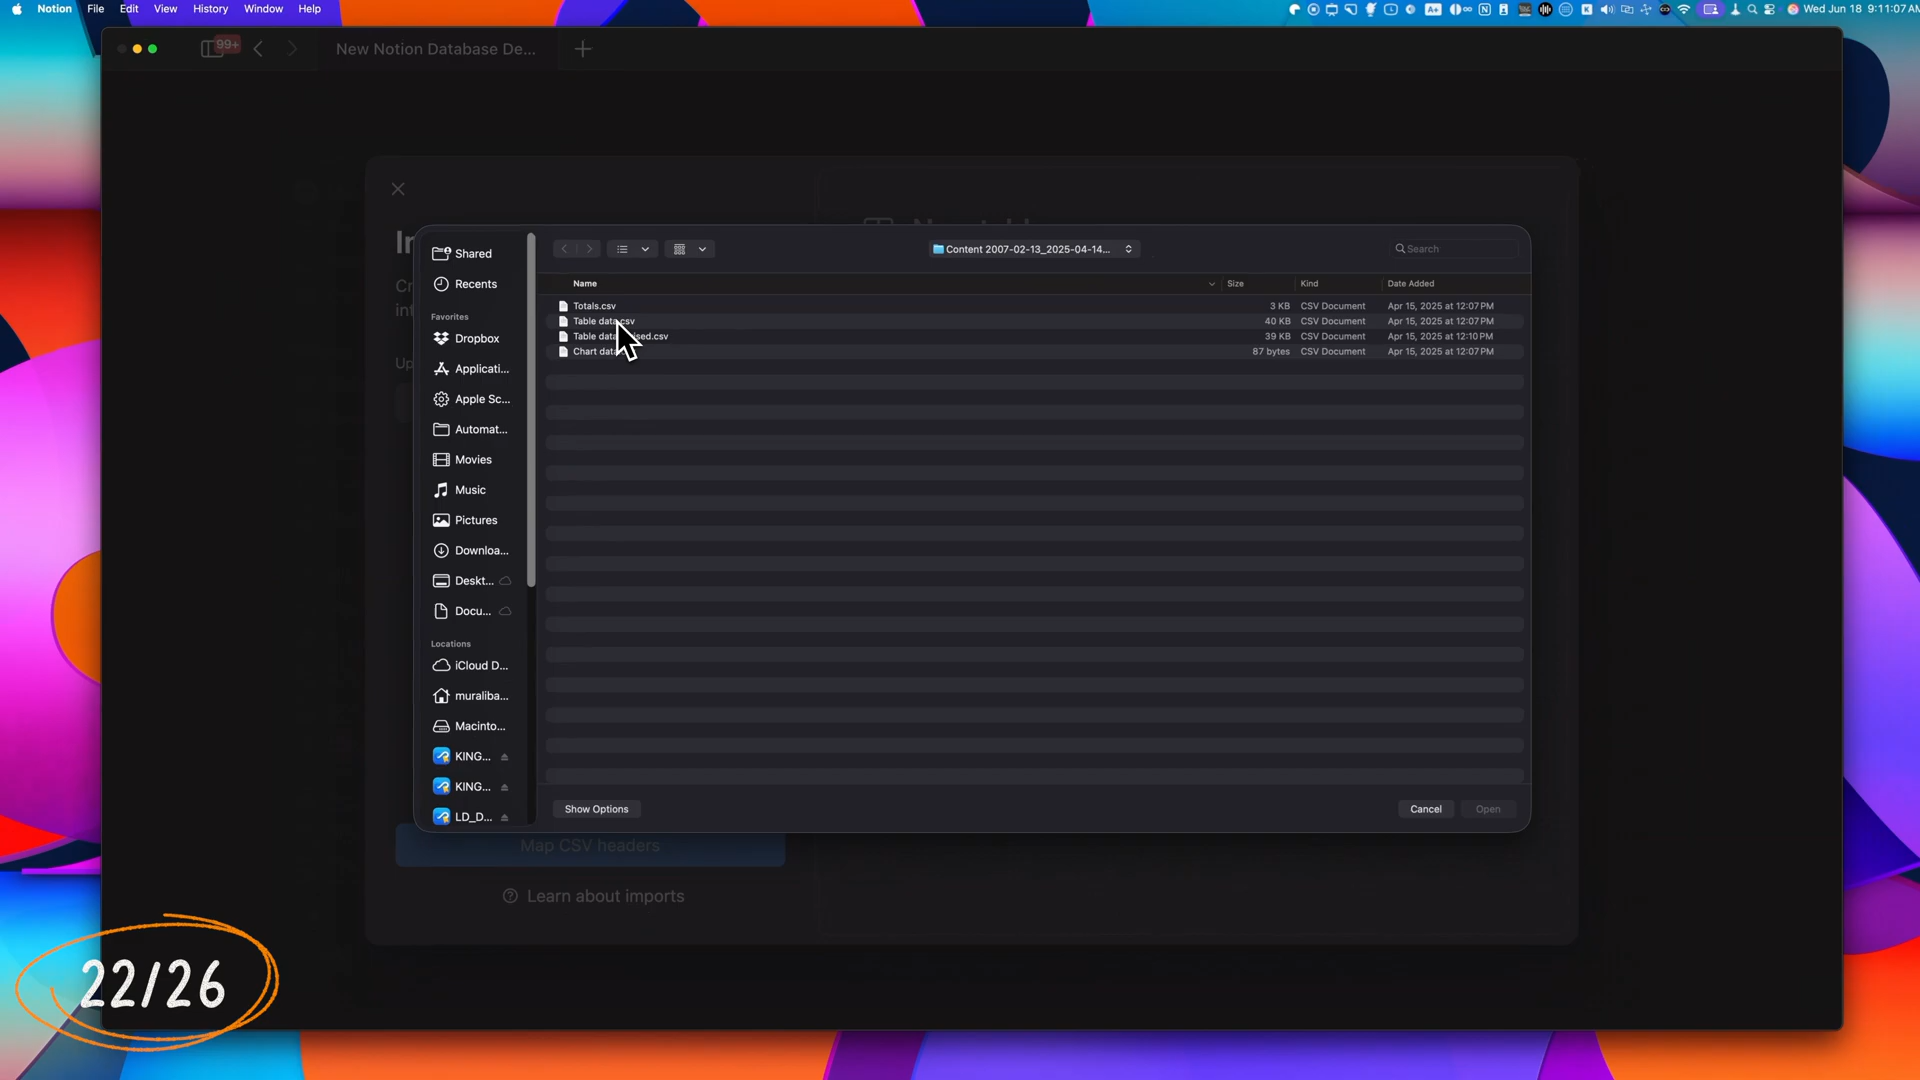 Notion File Edit View History Window Help
Wed Jun 18 9:11:07AM
99+
New Notion Database De...
Content 2007-02-13_2025-04-14...
Search
Shared
Recents
Favorites
Dropbox
Applicati...
Apple Sc...
Automat...
Movies
Music
Pictures
Downloa...
Deskt...
Docu...
Locations
iCloud D...
muraliba...
Macinto...
KING...
KING...
LD_D...
Name Size Kind Date Added
Totals.csv 3 KB CSV Document Apr 15, 2025 at 12:07 PM
Table data.csv 40 KB CSV Document Apr 15, 2025 at 12:07 PM
Table data ised.csv 39 KB CSV Document Apr 15, 2025 at 12:10 PM
Chart data 87 bytes CSV Document Apr 15, 2025 at 12:07 PM
Show Options
Cancel
Open
Map CSV headers
Learn about imports
22/26